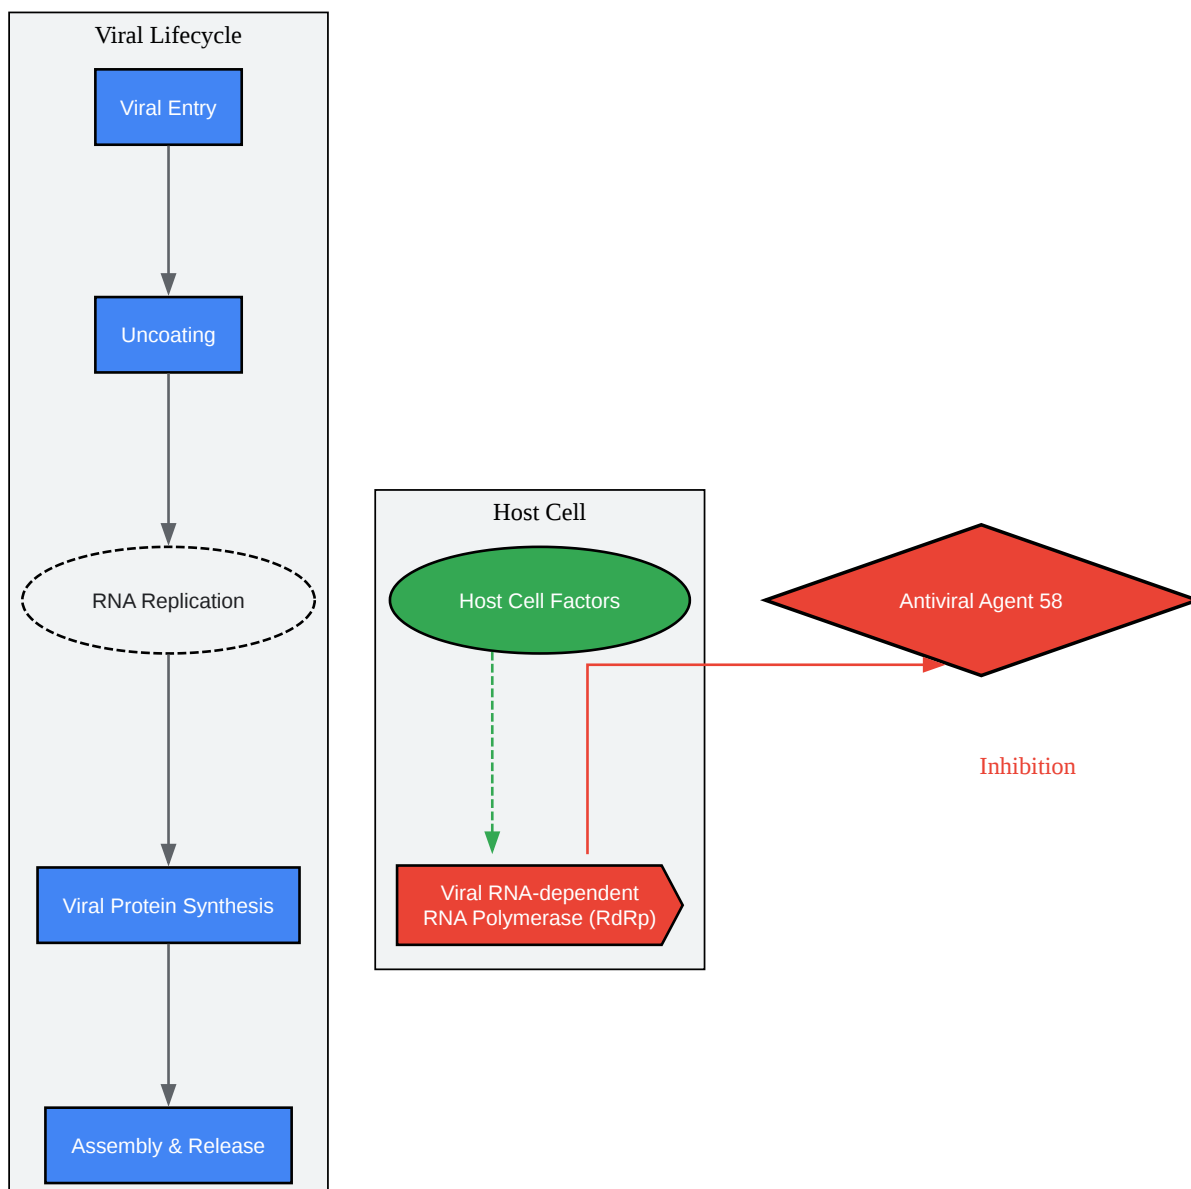 Viral Lifecycle
Viral Entry
Uncoating
RNA Replication
Viral Protein Synthesis
Assembly & Release
Host Cell
Host Cell Factors
Viral RNA-dependent
RNA Polymerase (RdRp)
Antiviral Agent 58
Inhibition